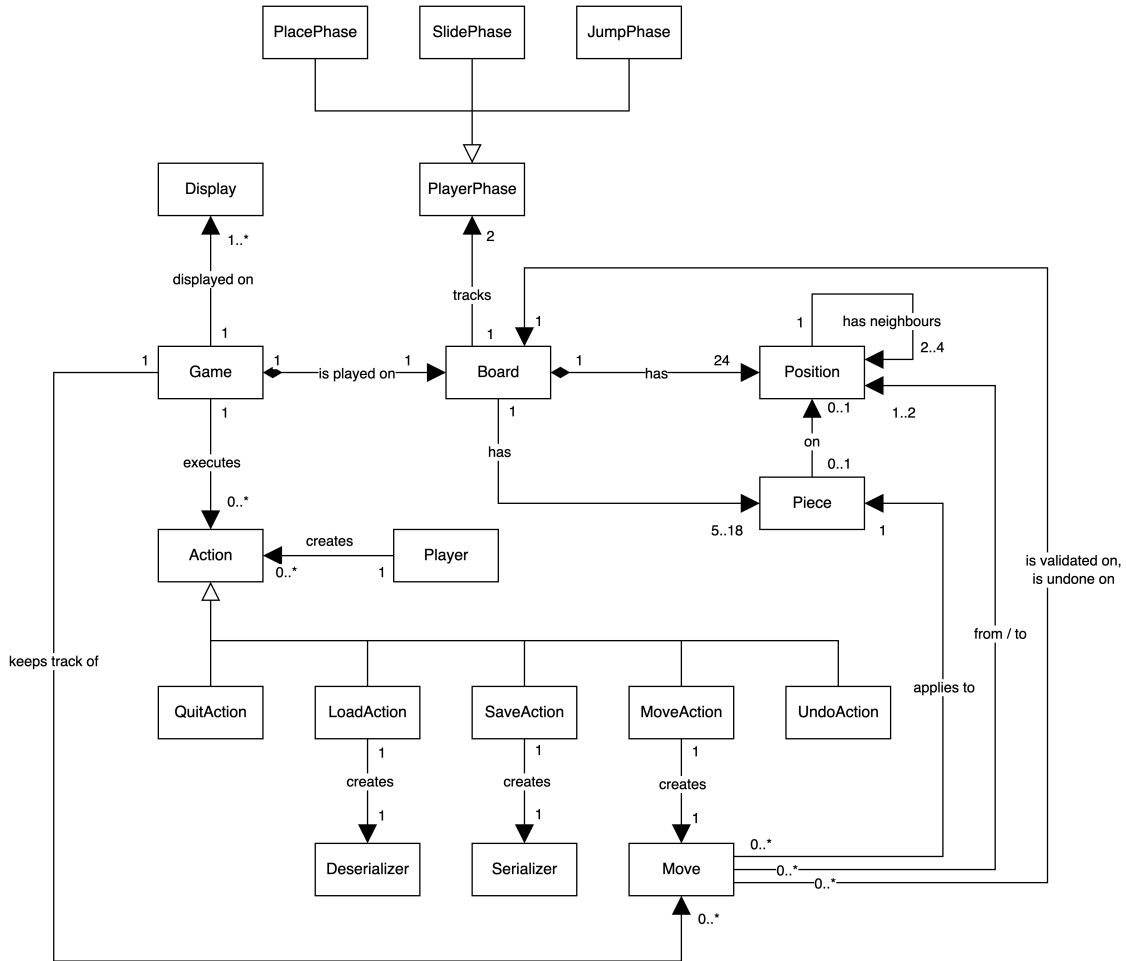 PlacePhase
SlidePhase
JumpPhase
Display
PlayerPhase
1..*
2
displayed on
tracks
1
1
1
1
has neighbours
2..4
1
Game
1
is played on
1
Board
1
has
24
Position
1
1
0..1
1..2
has
on
executes
0..1
0..*
Piece
5..18
1
Action
creates
0..*
1
Player
is validated on,
is undone on
from / to
keeps track of
applies to
QuitAction
LoadAction
SaveAction
MoveAction
UndoAction
1
1
1
creates
creates
creates
1
1
1
0..*
Deserializer
Serializer
Move
0..*
0..*
0..*